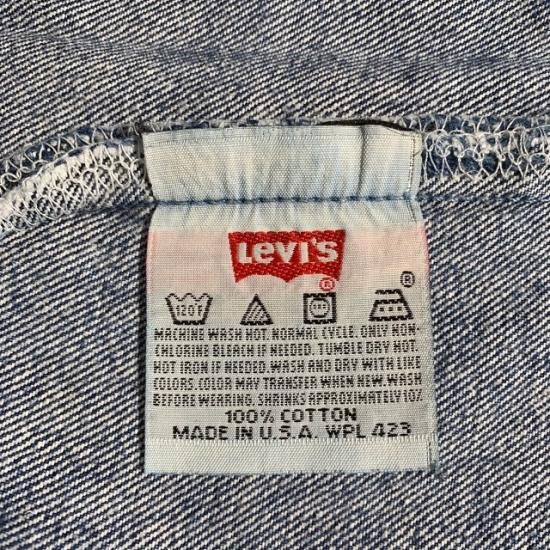 Levi's
®
120°F ®
MACHINE WASH HOT. NORMAL CYCLE. ONLY NON-
CHLORINE BLEACH IF NEEDED. TUMBLE DRY HOT.
HOT IRON IF NEEDED. WASH AND DRY WITH LIKE
COLORS. COLOR MAY TRANSFER WHEN NEW. WASH
BEFORE WEARING. SHRINKS APPROXIMATELY 10%.
100% COTTON
MADE IN U.S.A. WPL 423